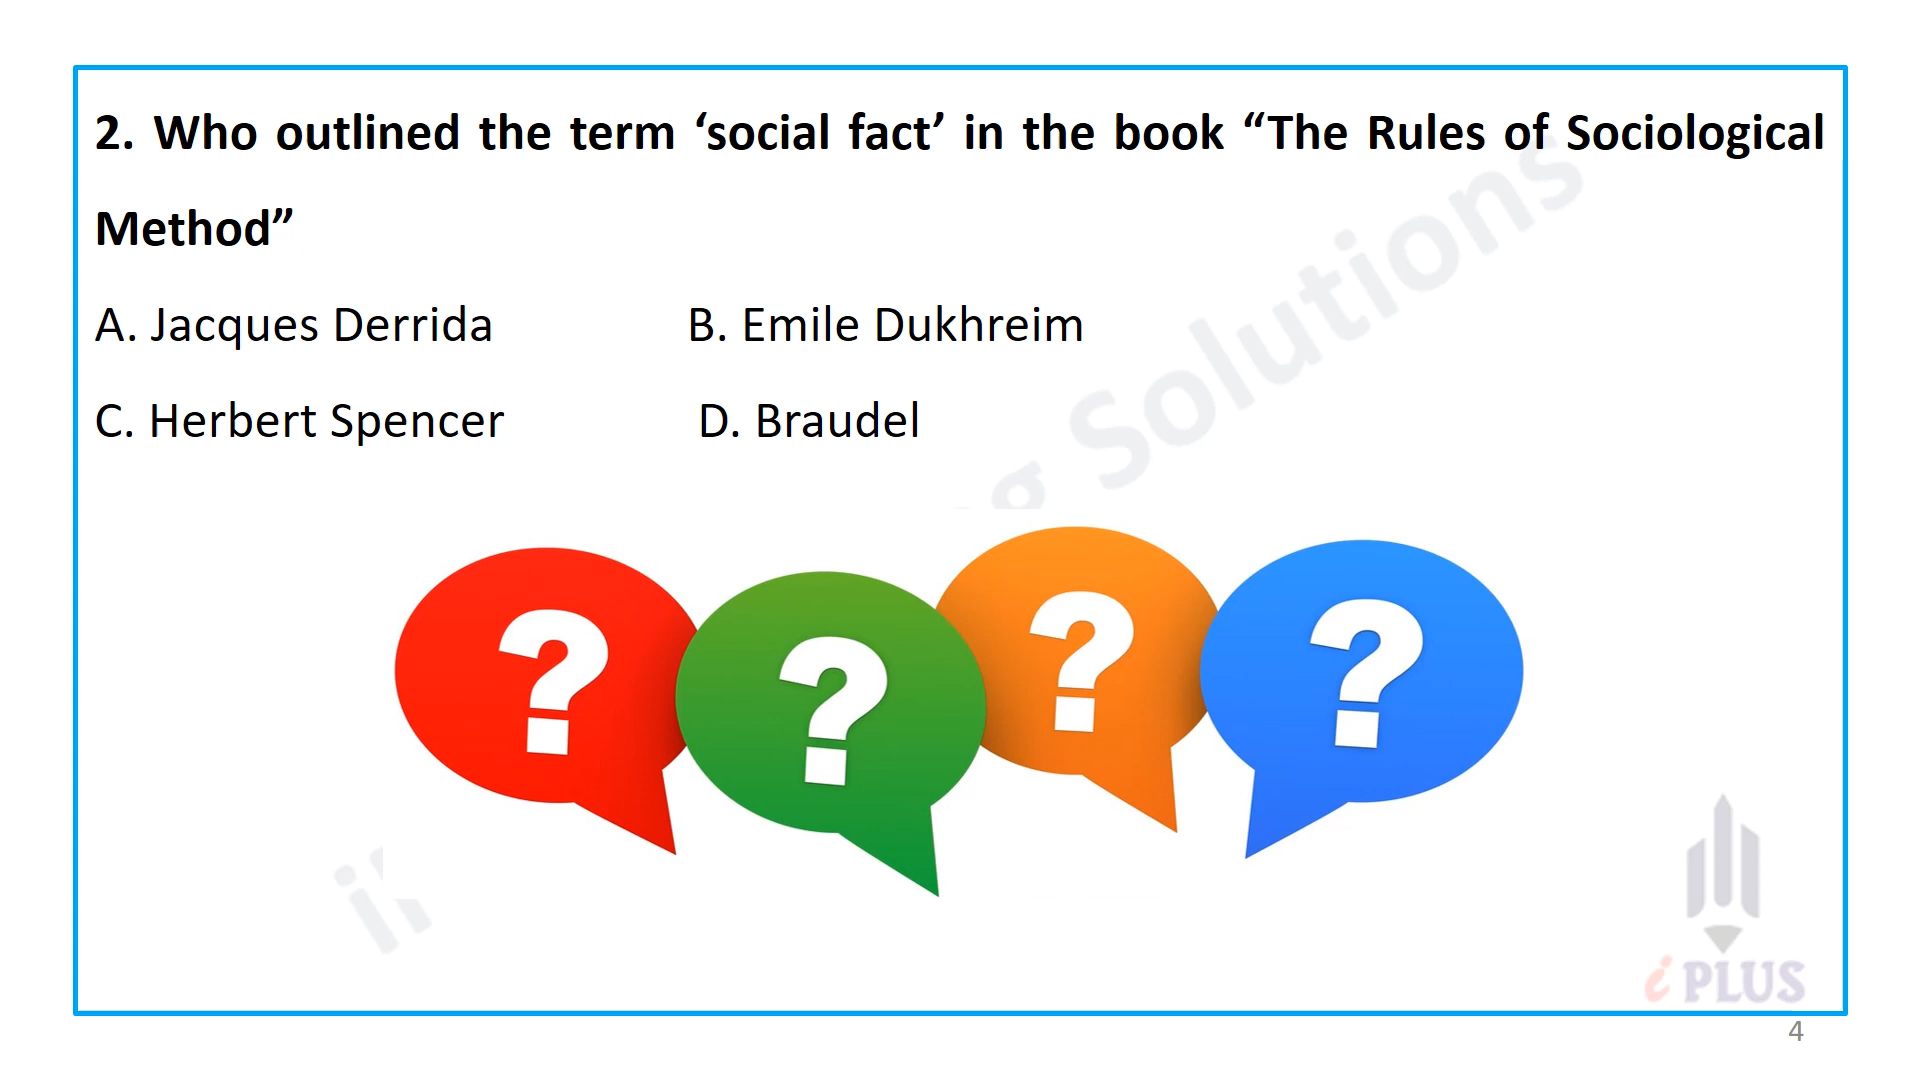 2. Who outlined the term ‘social fact’ in the book “The Rules of Sociological
Method”
A. Jacques Derrida B. Emile Dukhreim
C. Herbert Spencer D. Braudel
Solutions
? ? ? ?
i PLUS
4